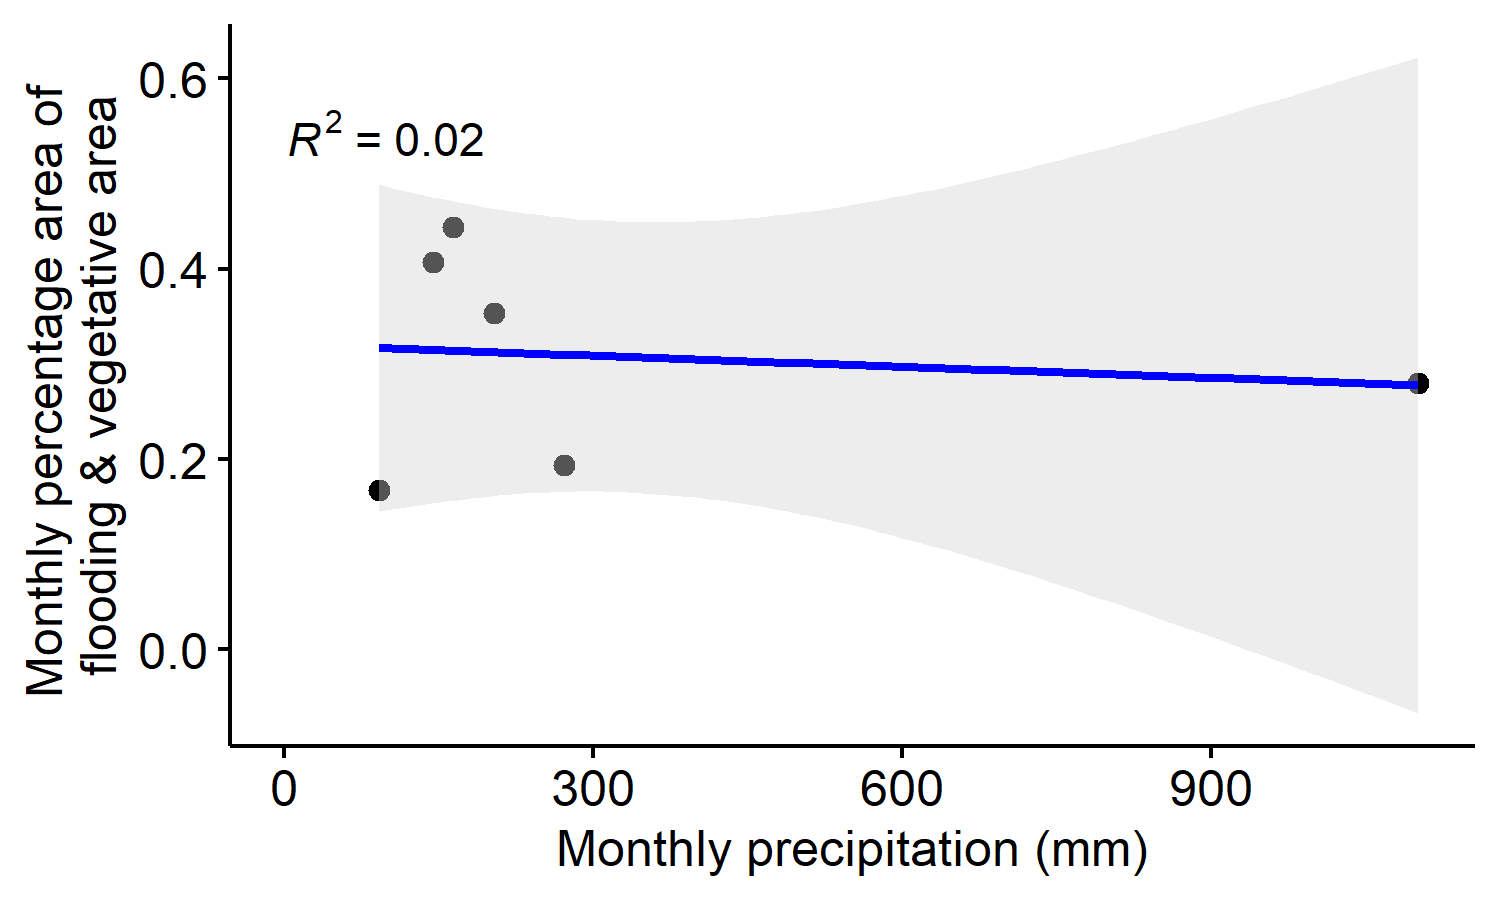 Monthly percentage area of
flooding & vegetative area
0.6
0.4
0.2
0.0
R² = 0.02
0 300 600 900
Monthly precipitation (mm)